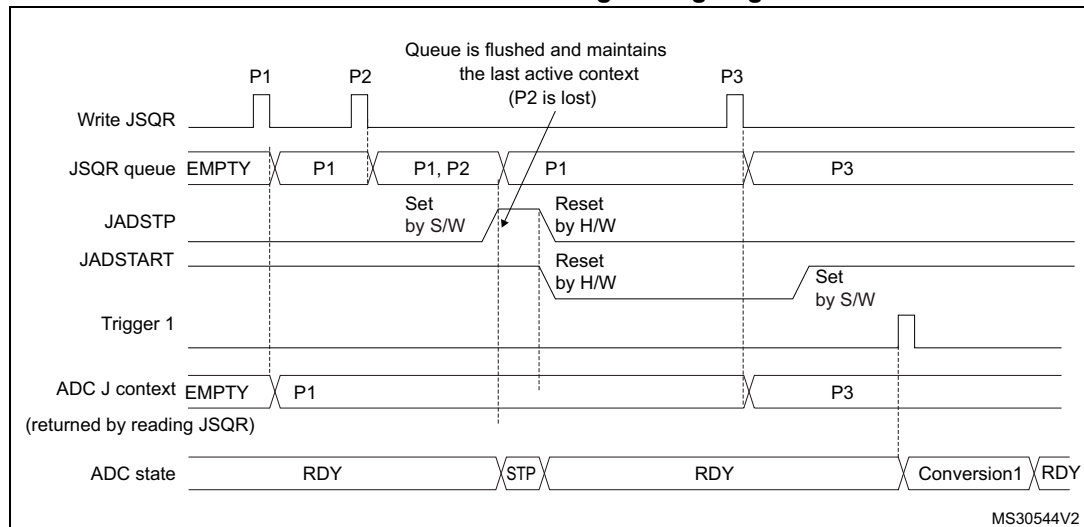 Queue is flushed and maintains
the last active context
(P2 is lost)
P1 P2 P3
Write JSQR
JSQR queue EMPTY P1 P1, P2 P1 P3
Set
by S/W
Reset
by H/W
JADSTP
JADSTART
Reset
by H/W
Set
by S/W
Trigger 1
ADC J context EMPTY P1 P3
(returned by reading JSQR)
ADC state RDY STP RDY Conversion1 RDY
MS30544V2